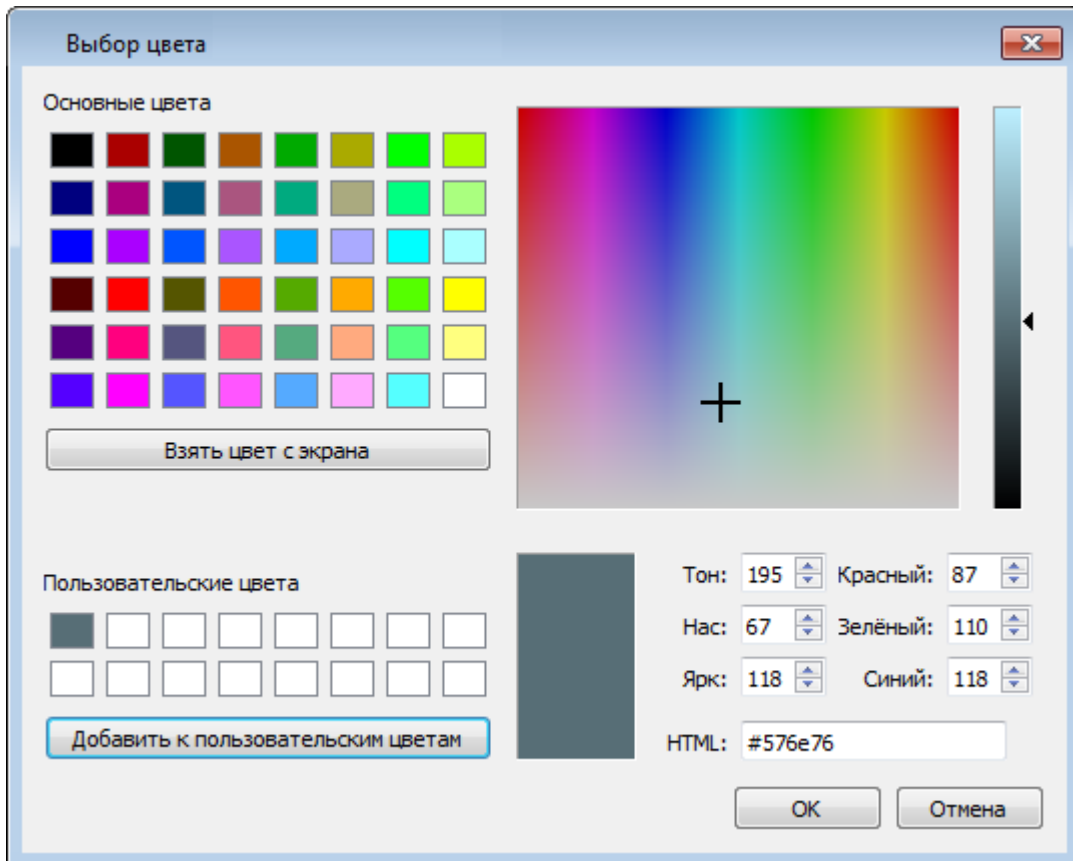 Выбор цвета
Основные цвета
Взять цвет с экрана
Пользовательские цвета
Добавить к пользовательским цветам
Тон: 195 Красный: 87
Нас: 67 Зелёный: 110
Ярк: 118 Синий: 118
HTML: #576e76
OK Отмена